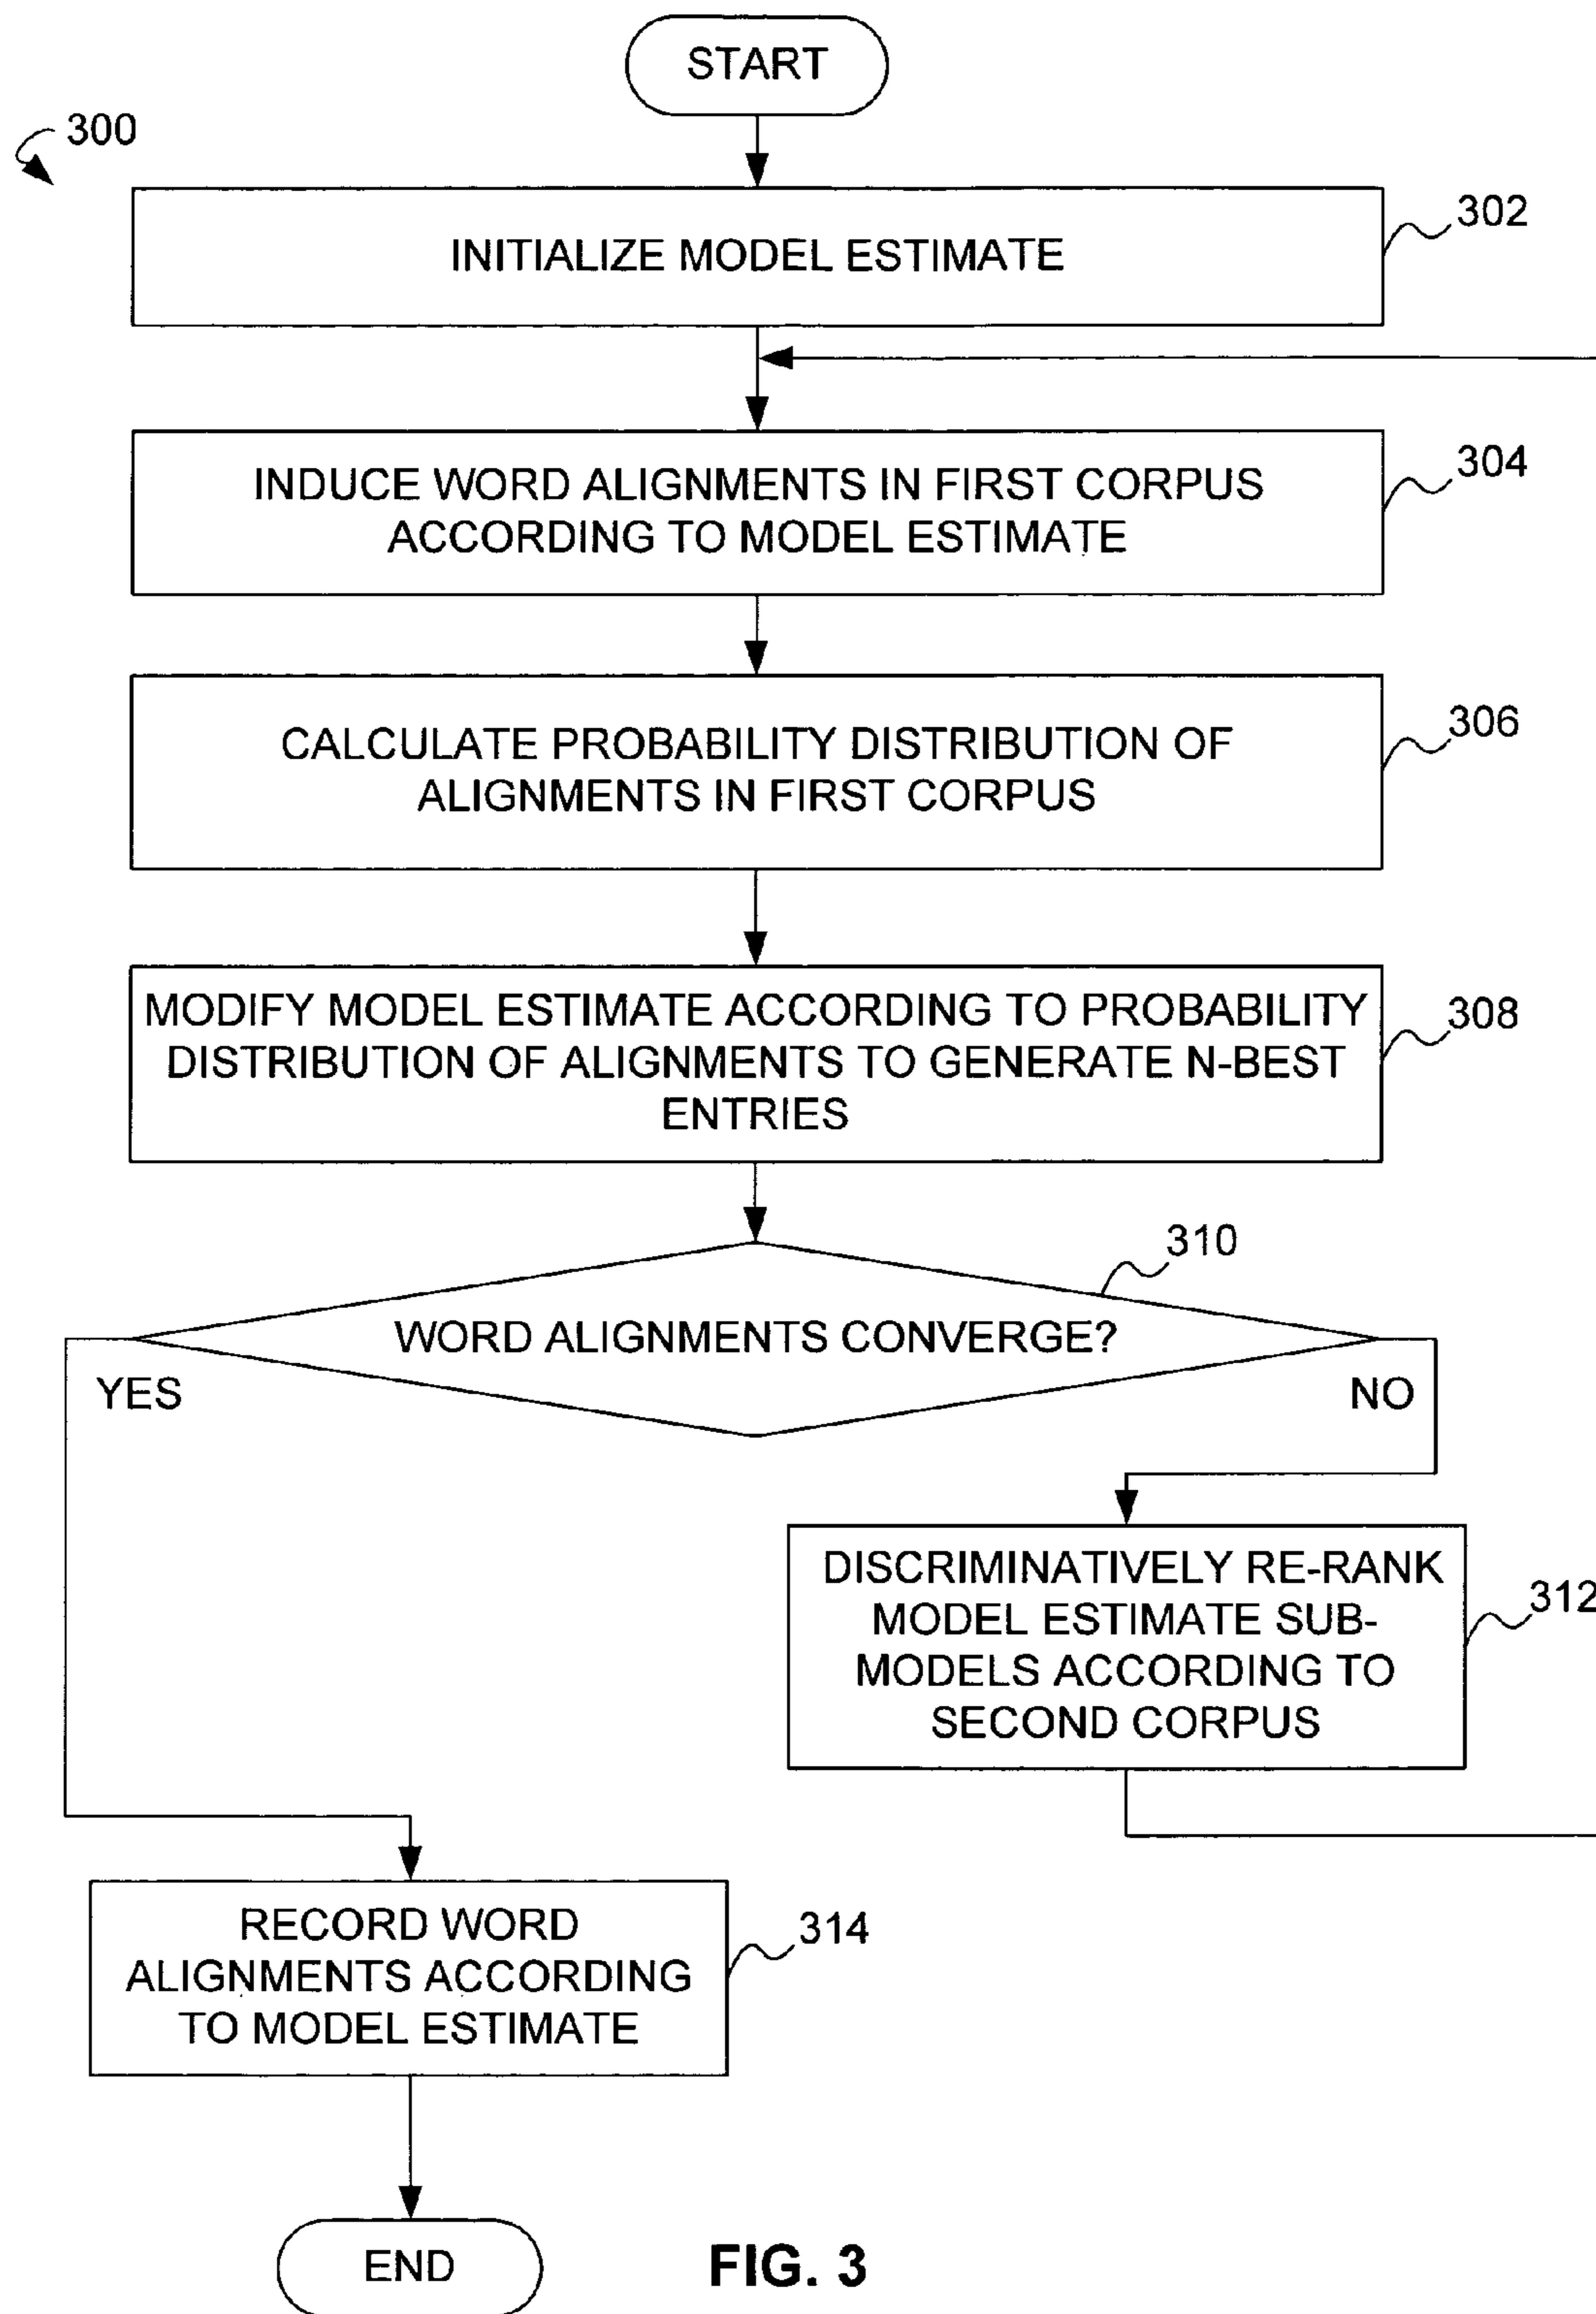 START
300
302
INITIALIZE MODEL ESTIMATE
304
INDUCE WORD ALIGNMENTS IN FIRST CORPUS
ACCORDING TO MODEL ESTIMATE
306
CALCULATE PROBABILITY DISTRIBUTION OF
ALIGNMENTS IN FIRST CORPUS
308
MODIFY MODEL ESTIMATE ACCORDING TO PROBABILITY
DISTRIBUTION OF ALIGNMENTS TO GENERATE N-BEST
ENTRIES
310
WORD ALIGNMENTS CONVERGE?
YES
NO
DISCRIMINATIVELY RE-RANK
MODEL ESTIMATE SUB-
MODELS ACCORDING TO
SECOND CORPUS
312
RECORD WORD
ALIGNMENTS ACCORDING
TO MODEL ESTIMATE
314
END
FIG. 3